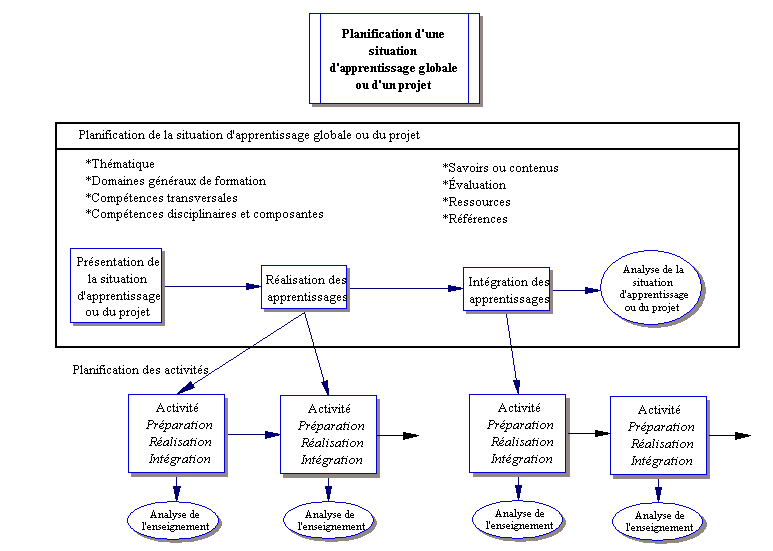 Planification d'une
situation
d'apprentissage globale
ou d'un projet
Planification de la situation d'apprentissage globale ou du projet
*Thématique
*Domaines généraux de formation
*Compétences transversales
*Compétences disciplinaires et composantes
*Savoirs ou contenus
*Évaluation
*Ressources
*Références
Présentation de
la situation
d'apprentissage
ou du projet
Réalisation des
apprentissages
Intégration des
apprentissages
Analyse de la
situation
d'apprentissage
ou du projet
Planification des activités
Activité
Préparation
Réalisation
Intégration
Activité
Préparation
Réalisation
Intégration
Activité
Préparation
Réalisation
Intégration
Activité
Préparation
Réalisation
Intégration
Analyse de
l'enseignement
Analyse de
l'enseignement
Analyse de
l'enseignement
Analyse de
l'enseignement